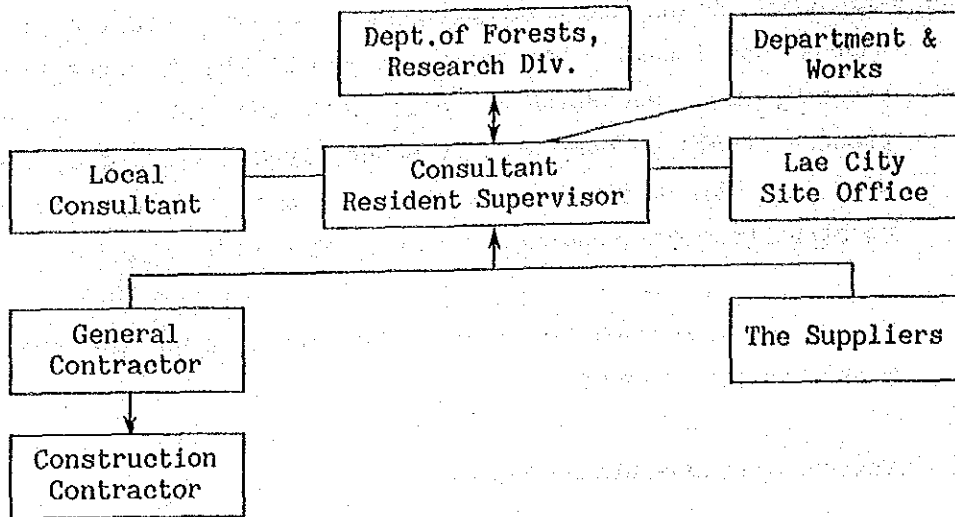 Dept.of Forests,
Research Div.
Department &
Works
Local
Consultant
Consultant
Resident Supervisor
Lae City
Site Office
General
Contractor
The Suppliers
Construction
Contractor